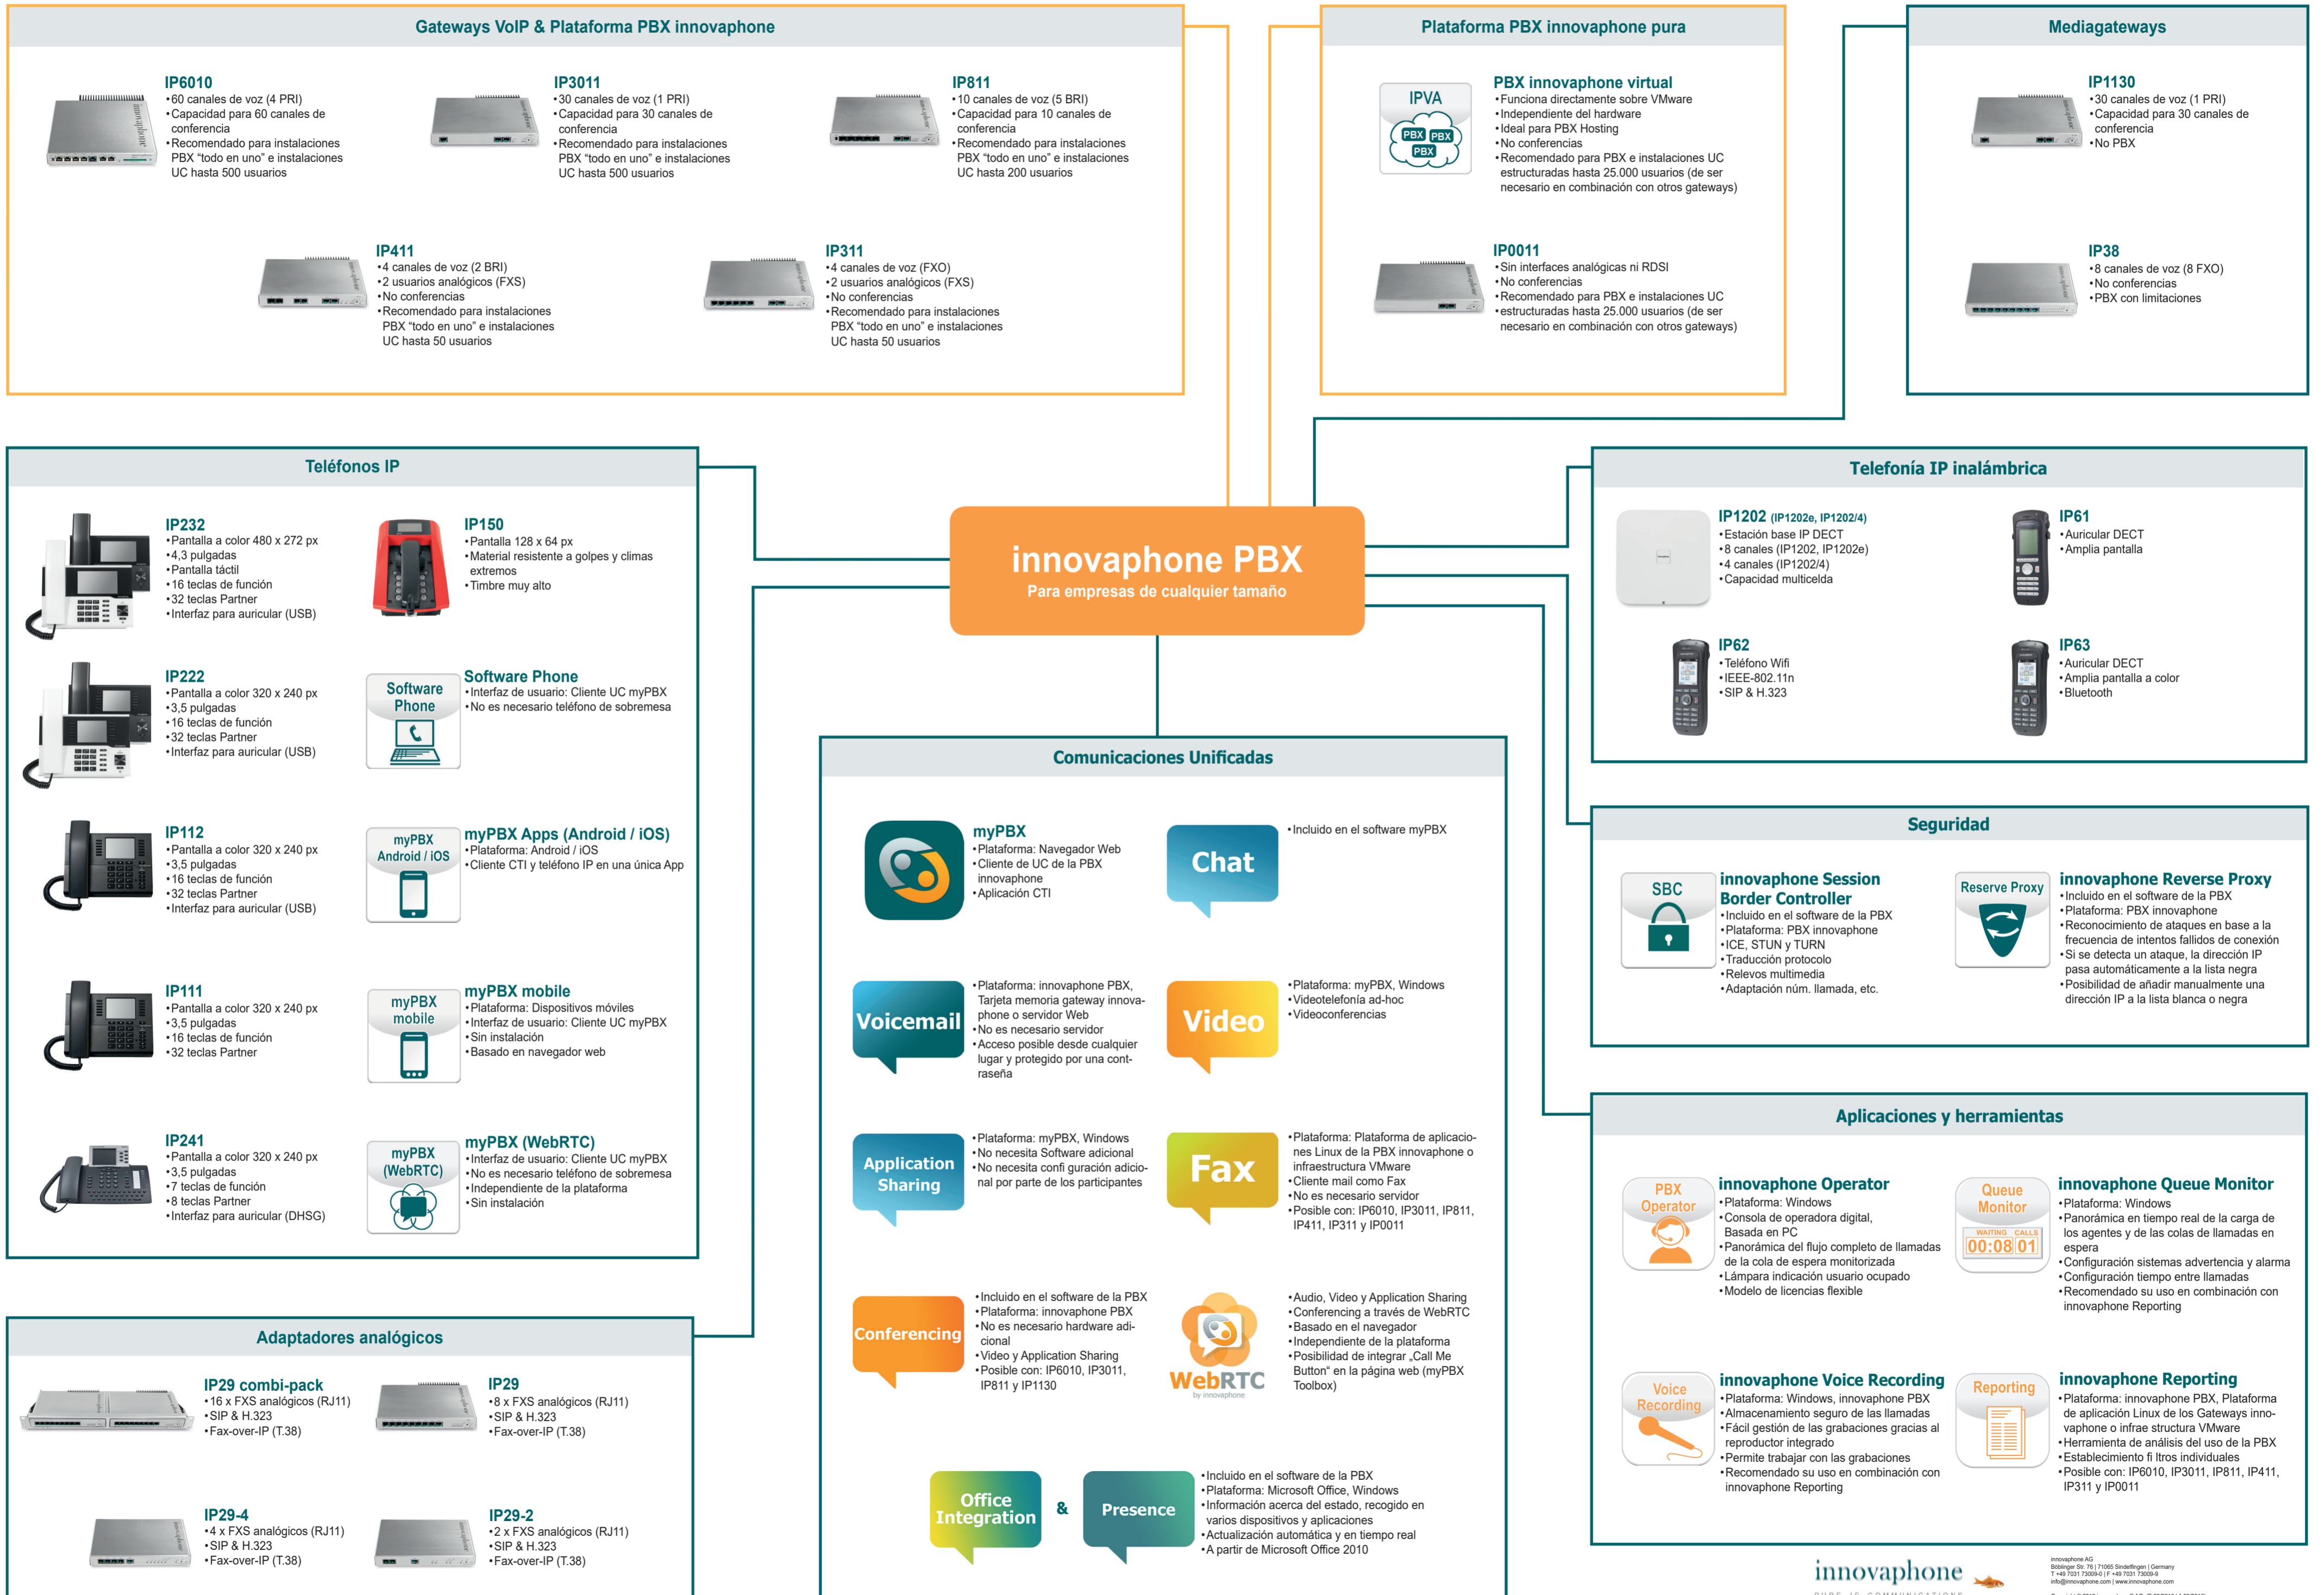 Gateways VoIP & Plataforma PBX innovaphone
IP6010
•60 canales de voz (4 PRI)
•Capacidad para 60 canales de
conferencia
•Recomendado para instalaciones
PBX “todo en uno” e instalaciones
UC hasta 500 usuarios
IP3011
•30 canales de voz (1 PRI)
•Capacidad para 30 canales de
conferencia
•Recomendado para instalaciones
PBX “todo en uno” e instalaciones
UC hasta 500 usuarios
IP811
•10 canales de voz (5 BRI)
•Capacidad para 10 canales de
conferencia
•Recomendado para instalaciones
PBX “todo en uno” e instalaciones
UC hasta 200 usuarios
IP411
•4 canales de voz (2 BRI)
•2 usuarios analógicos (FXS)
•No conferencias
•Recomendado para instalaciones
PBX “todo en uno” e instalaciones
UC hasta 50 usuarios
IP311
•4 canales de voz (FXO)
•2 usuarios analógicos (FXS)
•No conferencias
•Recomendado para instalaciones
PBX “todo en uno” e instalaciones
UC hasta 50 usuarios
Plataforma PBX innovaphone pura
IPVA
PBX PBX
PBX
PBX innovaphone virtual
•Funciona directamente sobre VMware
•Independiente del hardware
•Ideal para PBX Hosting
•No conferencias
•Recomendado para PBX e instalaciones UC
estructuradas hasta 25.000 usuarios (de ser
necesario en combinación con otros gateways)
IP0011
•Sin interfaces analógicas ni RDSI
•No conferencias
•Recomendado para PBX e instalaciones UC
•estructuradas hasta 25.000 usuarios (de ser
necesario en combinación con otros gateways)
Mediagateways
IP1130
•30 canales de voz (1 PRI)
•Capacidad para 30 canales de
conferencia
•No PBX
IP38
•8 canales de voz (8 FXO)
•No conferencias
•PBX con limitaciones
Teléfonos IP
IP232
•Pantalla a color 480 x 272 px
•4,3 pulgadas
•Pantalla táctil
•16 teclas de función
•32 teclas Partner
•Interfaz para auricular (USB)
IP150
•Pantalla 128 x 64 px
•Material resistente a golpes y climas
extremos
•Timbre muy alto
IP222
•Pantalla a color 320 x 240 px
•3,5 pulgadas
•16 teclas de función
•32 teclas Partner
•Interfaz para auricular (USB)
Software
Phone
Software Phone
•Interfaz de usuario: Cliente UC myPBX
•No es necesario teléfono de sobremesa
IP112
•Pantalla a color 320 x 240 px
•3,5 pulgadas
•16 teclas de función
•32 teclas Partner
•Interfaz para auricular (USB)
myPBX
Android / iOS
myPBX Apps (Android / iOS)
•Plataforma: Android / iOS
•Cliente CTI y teléfono IP en una única App
IP111
•Pantalla a color 320 x 240 px
•3,5 pulgadas
•16 teclas de función
•32 teclas Partner
myPBX
mobile
myPBX mobile
•Plataforma: Dispositivos móviles
•Interfaz de usuario: Cliente UC myPBX
•Sin instalación
•Basado en navegador web
IP241
•Pantalla a color 320 x 240 px
•3,5 pulgadas
•7 teclas de función
•8 teclas Partner
•Interfaz para auricular (DHSG)
myPBX
(WebRTC)
myPBX (WebRTC)
•Interfaz de usuario: Cliente UC myPBX
•No es necesario teléfono de sobremesa
•Independiente de la plataforma
•Sin instalación
innovaphone PBX
Para empresas de cualquier tamaño
Telefonía IP inalámbrica
IP1202 (IP1202e, IP1202/4)
•Estación base IP DECT
•8 canales (IP1202, IP1202e)
•4 canales (IP1202/4)
•Capacidad multicelda
IP61
•Auricular DECT
•Amplia pantalla
IP62
•Teléfono Wifi
•IEEE-802.11n
•SIP & H.323
IP63
•Auricular DECT
•Amplia pantalla a color
•Bluetooth
Comunicaciones Unificadas
myPBX
•Plataforma: Navegador Web
•Cliente de UC de la PBX
innovaphone
•Aplicación CTI
Chat
•Incluido en el software myPBX
Voicemail
•Plataforma: innovaphone PBX,
Tarjeta memoria gateway innova-
phone o servidor Web
•No es necesario servidor
•Acceso posible desde cualquier
lugar y protegido por una cont-
raseña
Video
•Plataforma: myPBX, Windows
•Videotelefonía ad-hoc
•Videoconferencias
Application
Sharing
•Plataforma: myPBX, Windows
•No necesita Software adicional
•No necesita confi guración adicio-
nal por parte de los participantes
Fax
•Plataforma: Plataforma de aplicacio-
nes Linux de la PBX innovaphone o
infraestructura VMware
•Cliente mail como Fax
•No es necesario servidor
•Posible con: IP6010, IP3011, IP811,
IP411, IP311 y IP0011
Conferencing
•Incluido en el software de la PBX
•Plataforma: innovaphone PBX
•No es necesario hardware adi-
cional
•Video y Application Sharing
•Posible con: IP6010, IP3011,
IP811 y IP1130
WebRTC
by innovaphone
•Audio, Video y Application Sharing
•Conferencing a través de WebRTC
•Basado en el navegador
•Independiente de la plataforma
•Posibilidad de integrar „Call Me
Button“ en la página web (myPBX
Toolbox)
Office
Integration
&
Presence
•Incluido en el software de la PBX
•Plataforma: Microsoft Office, Windows
•Información acerca del estado, recogido en
varios dispositivos y aplicaciones
•Actualización automática y en tiempo real
•A partir de Microsoft Office 2010
Seguridad
SBC
innovaphone Session
Border Controller
•Incluido en el software de la PBX
•Plataforma: PBX innovaphone
•ICE, STUN y TURN
•Traducción protocolo
•Relevos multimedia
•Adaptación núm. llamada, etc.
Reserve Proxy
innovaphone Reverse Proxy
•Incluido en el software de la PBX
•Plataforma: PBX innovaphone
•Reconocimiento de ataques en base a la
frecuencia de intentos fallidos de conexión
•Si se detecta un ataque, la dirección IP
pasa automáticamente a la lista negra
•Posibilidad de añadir manualmente una
dirección IP a la lista blanca o negra
Aplicaciones y herramientas
PBX
Operator
innovaphone Operator
•Plataforma: Windows
•Consola de operadora digital,
Basada en PC
•Panorámica del flujo completo de llamadas
de la cola de espera monitorizada
•Lámpara indicación usuario ocupado
•Modelo de licencias flexible
Queue
Monitor
WAITING CALLS
00:08 01
innovaphone Queue Monitor
•Plataforma: Windows
•Panorámica en tiempo real de la carga de
los agentes y de las colas de llamadas en
espera
•Configuración sistemas advertencia y alarma
•Configuración tiempo entre llamadas
•Recomendado su uso en combinación con
innovaphone Reporting
Voice
Recording
innovaphone Voice Recording
•Plataforma: Windows, innovaphone PBX
•Almacenamiento seguro de las llamadas
•Fácil gestión de las grabaciones gracias al
reproductor integrado
•Permite trabajar con las grabaciones
•Recomendado su uso en combinación con
innovaphone Reporting
Reporting
innovaphone Reporting
•Plataforma: innovaphone PBX, Plataforma
de aplicación Linux de los Gateways inno-
vaphone o infrae structura VMware
•Herramienta de análisis del uso de la PBX
•Establecimiento fi ltros individuales
•Posible con: IP6010, IP3011, IP811, IP411,
IP311 y IP0011
Adaptadores analógicos
IP29 combi-pack
•16 x FXS analógicos (RJ11)
•SIP & H.323
•Fax-over-IP (T.38)
IP29
•8 x FXS analógicos (RJ11)
•SIP & H.323
•Fax-over-IP (T.38)
IP29-4
•4 x FXS analógicos (RJ11)
•SIP & H.323
•Fax-over-IP (T.38)
IP29-2
•2 x FXS analógicos (RJ11)
•SIP & H.323
•Fax-over-IP (T.38)
innovaphone
innovaphone AG
Böblinger Str. 76 | 71065 Sindelfingen | Germany
T +49 7031 73009-0 | F +49 7031 73009-9
info@innovaphone.com | www.innovaphone.com